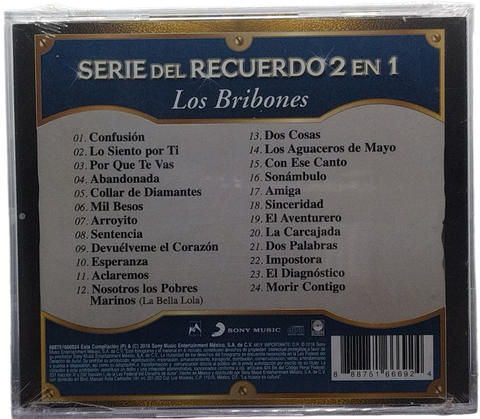 SERIE DEL RECUERDO 2 EN 1
Los Bribones
01. Confusión
02. Lo Siento por Ti
03. Por Que Te Vas
04. Abandonada
05. Collar de Diamantes
06. Mil Besos
07. Arroyito
08. Sentencia
09. Devuélveme el Corazón
10. Esperanza
11. Aclaremos
12. Nosotros los Pobres
Marinos (La Bella Lola)
13. Dos Cosas
14. Los Aguaceros de Mayo
15. Con Ese Canto
16. Sonámbulo
17. Amiga
18. Sinceridad
19. El Aventurero
20. La Carcajada
21. Dos Palabras
22. Impostora
23. El Diagnóstico
24. Morir Contigo
SONY MUSIC
8 88751 66692 4